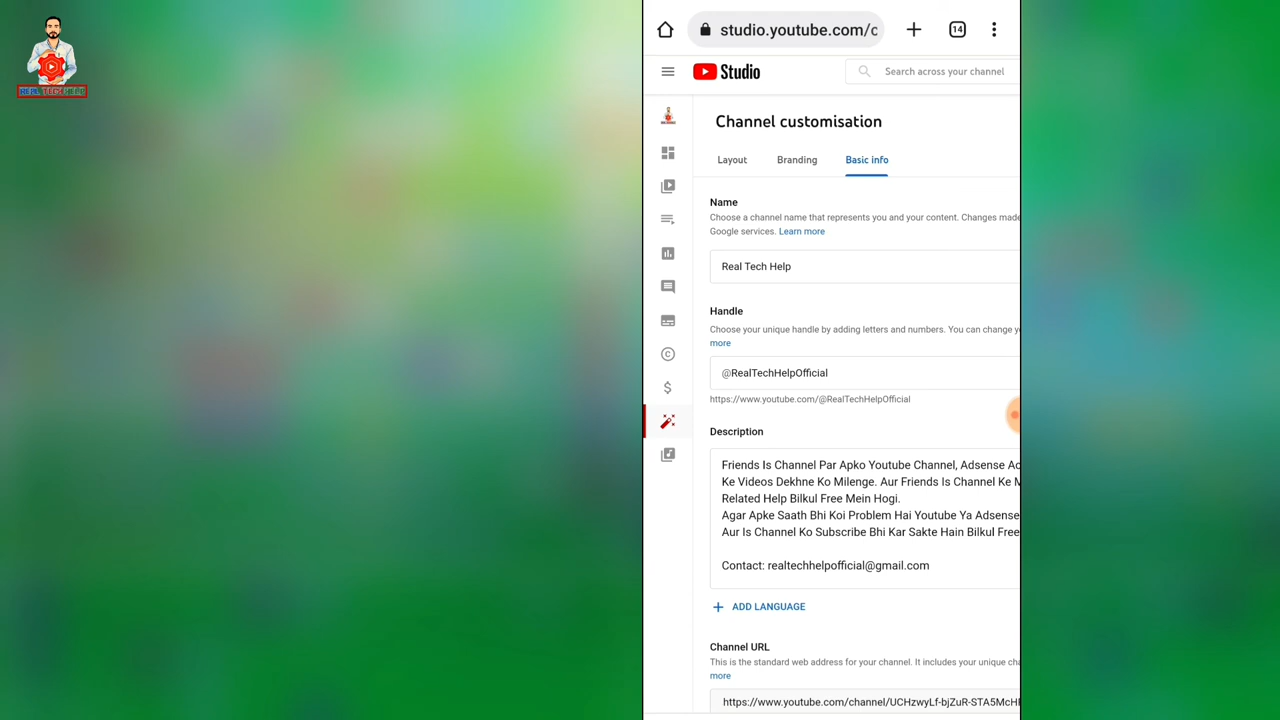 REAL TECH HELP
studio.youtube.com/c
14
Studio
Search across your channel
Channel customisation
Layout
Branding
Basic info
Name
Choose a channel name that represents you and your content. Changes made
Google services. Learn more
Real Tech Help
Handle
Choose your unique handle by adding letters and numbers. You can change
more
@RealTechHelpOfficial
https://www.youtube.com/@RealTechHelpOfficial
Description
Friends Is Channel Par Apko Youtube Channel, Adsense
Ke Videos Dekhne Ko Milenge. Aur Friends Is Channel Ke
Related Help Bilkul Free Mein Hogi.
Agar Apke Saath Bhi Koi Problem Hai Youtube Ya Adsense
Aur Is Channel Ko Subscribe Bhi Kar Sakte Hain Bilkul Free
Contact: realtechhelpofficial@gmail.com
+ ADD LANGUAGE
Channel URL
This is the standard web address for your channel. It includes your unique
more
https://www.youtube.com/channel/UCHzwyLf-bjZuR-STA5McH